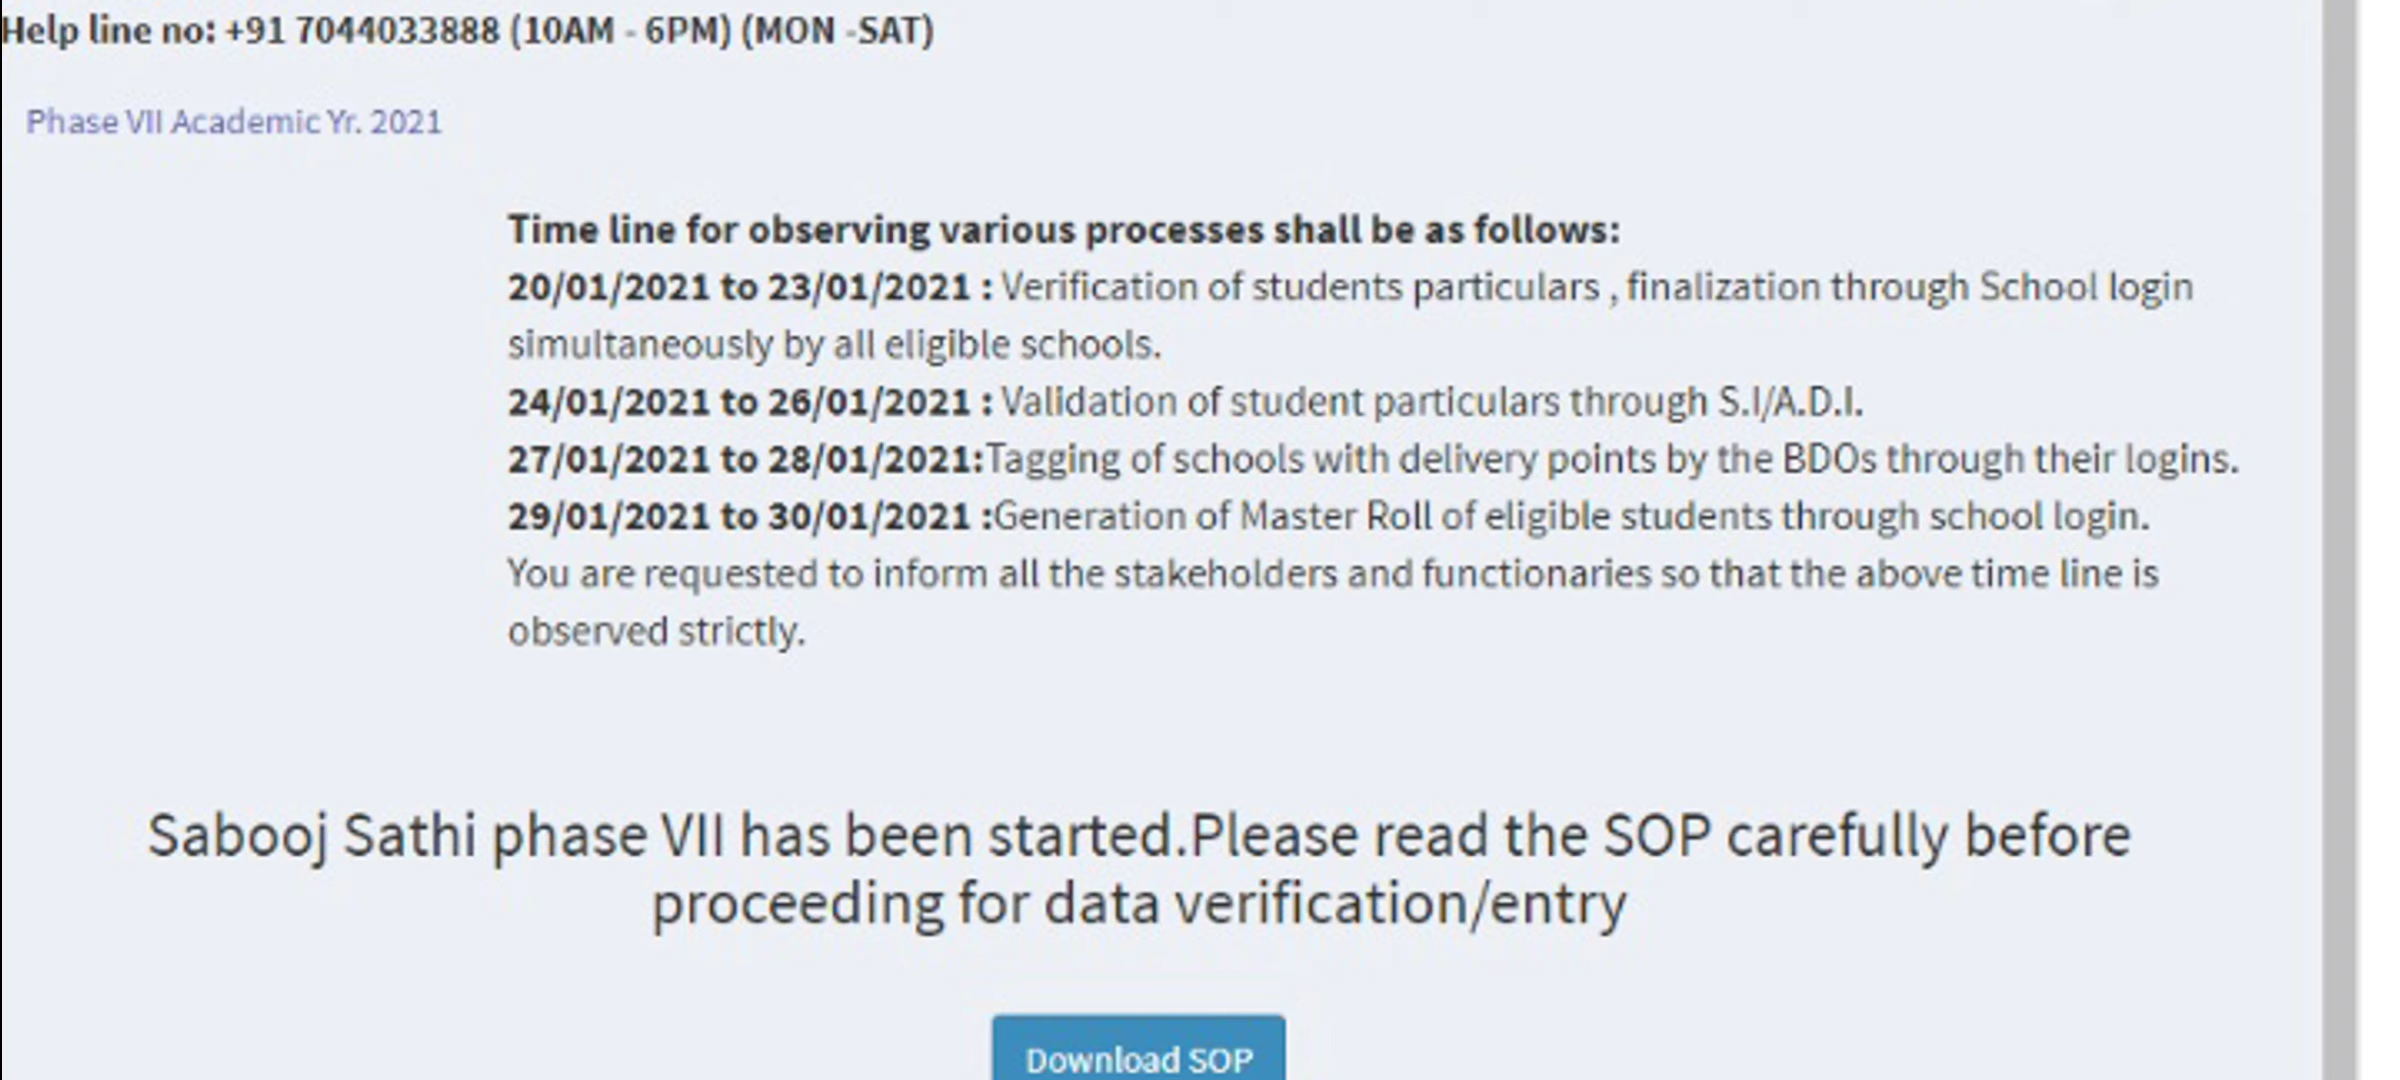 Help line no: +91 7044033888 (10AM - 6PM) (MON -SAT)
Phase VII Academic Yr. 2021
Time line for observing various processes shall be as follows:
20/01/2021 to 23/01/2021 : Verification of students particulars , finalization through School login
simultaneously by all eligible schools.
24/01/2021 to 26/01/2021 : Validation of student particulars through S.I/A.D.I.
27/01/2021 to 28/01/2021:Tagging of schools with delivery points by the BDOs through their logins.
29/01/2021 to 30/01/2021 :Generation of Master Roll of eligible students through school login.
You are requested to inform all the stakeholders and functionaries so that the above time line is
observed strictly.
Sabooj Sathi phase VII has been started.Please read the SOP carefully before
proceeding for data verification/entry
Download SOP